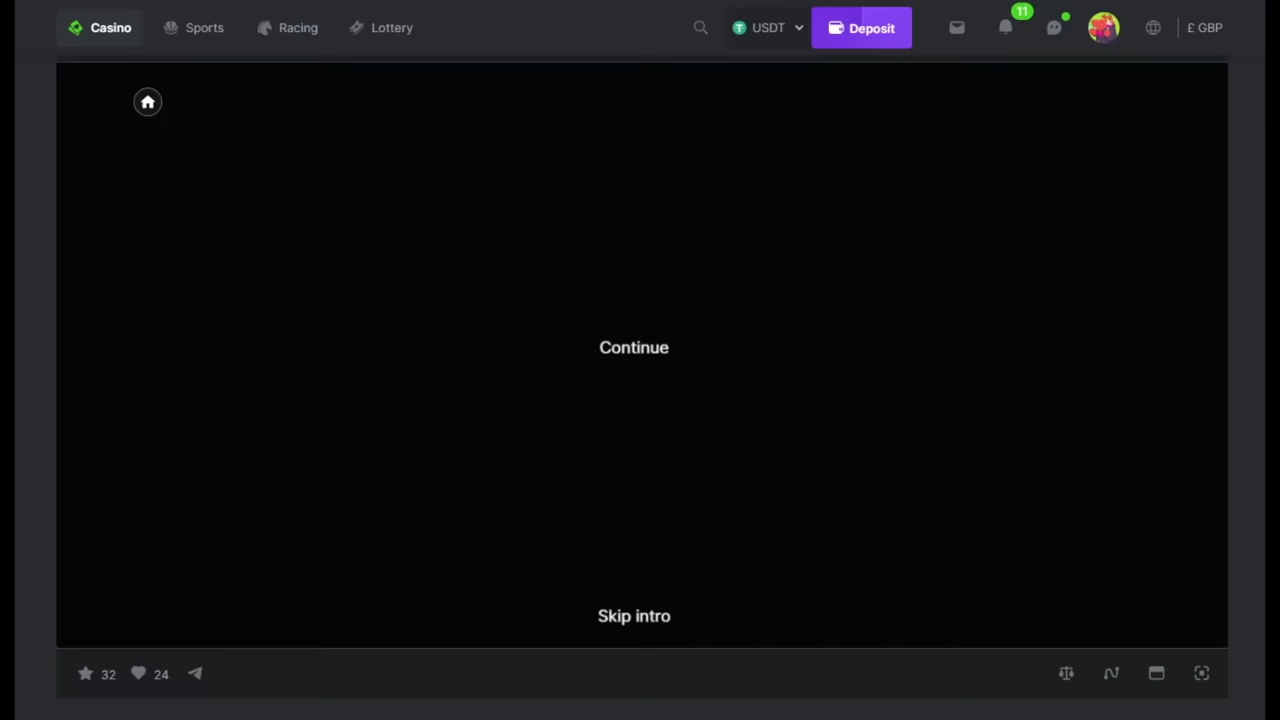 Casino Sports Racing Lottery USDT Deposit 11 £ GBP
Continue
Skip intro
32 24